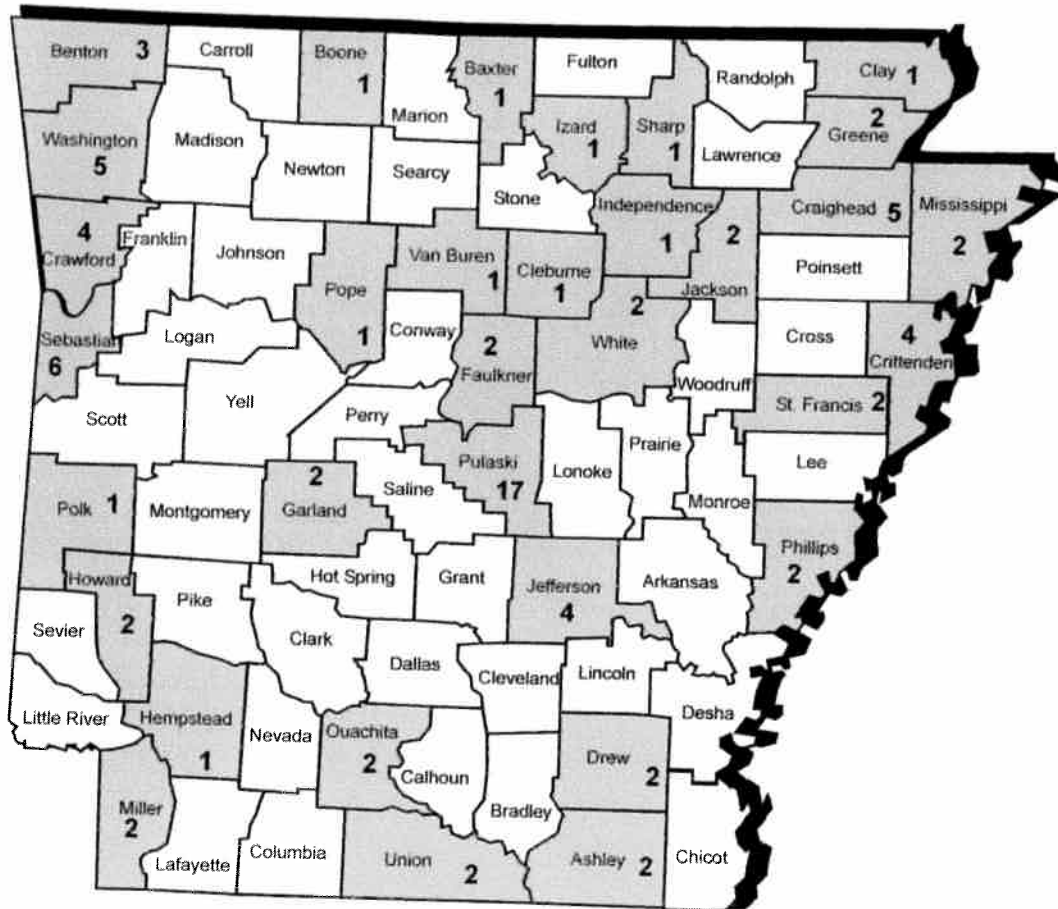 Benton 3
Carroll
Boone
1
Marion
Baxter
1
Fulton
Randolph
Clay
1
2
Greene
Washington
5
Madison
Newton
Searcy
Stone
Izard
1
Sharp
1
Lawrence
4
Crawford
Franklin
Johnson
Pope
1
Van Buren
1
Cleburne
1
Independence
1
2
Jackson
Craighead 5
Mississippi
2
Poinsett
Sebastian
6
Logan
Conway
2
Faulkner
2
White
Woodruff
Cross
4
Crittenden
Scott
Yell
Perry
St. Francis 2
Pulaski
17
Lonoke
Prairie
Monroe
Lee
Polk 1
Montgomery
2
Garland
Saline
Phillips
2
Howard
2
Pike
Hot Spring
Grant
Jefferson
4
Arkansas
Sevier
Clark
Dallas
Cleveland
Lincoln
Desha
Little River
Hempstead
1
Nevada
Ouachita
2
Calhoun
Bradley
Drew
2
Miller
2
Lafayette
Columbia
Union 2
Ashley 2
Chicot